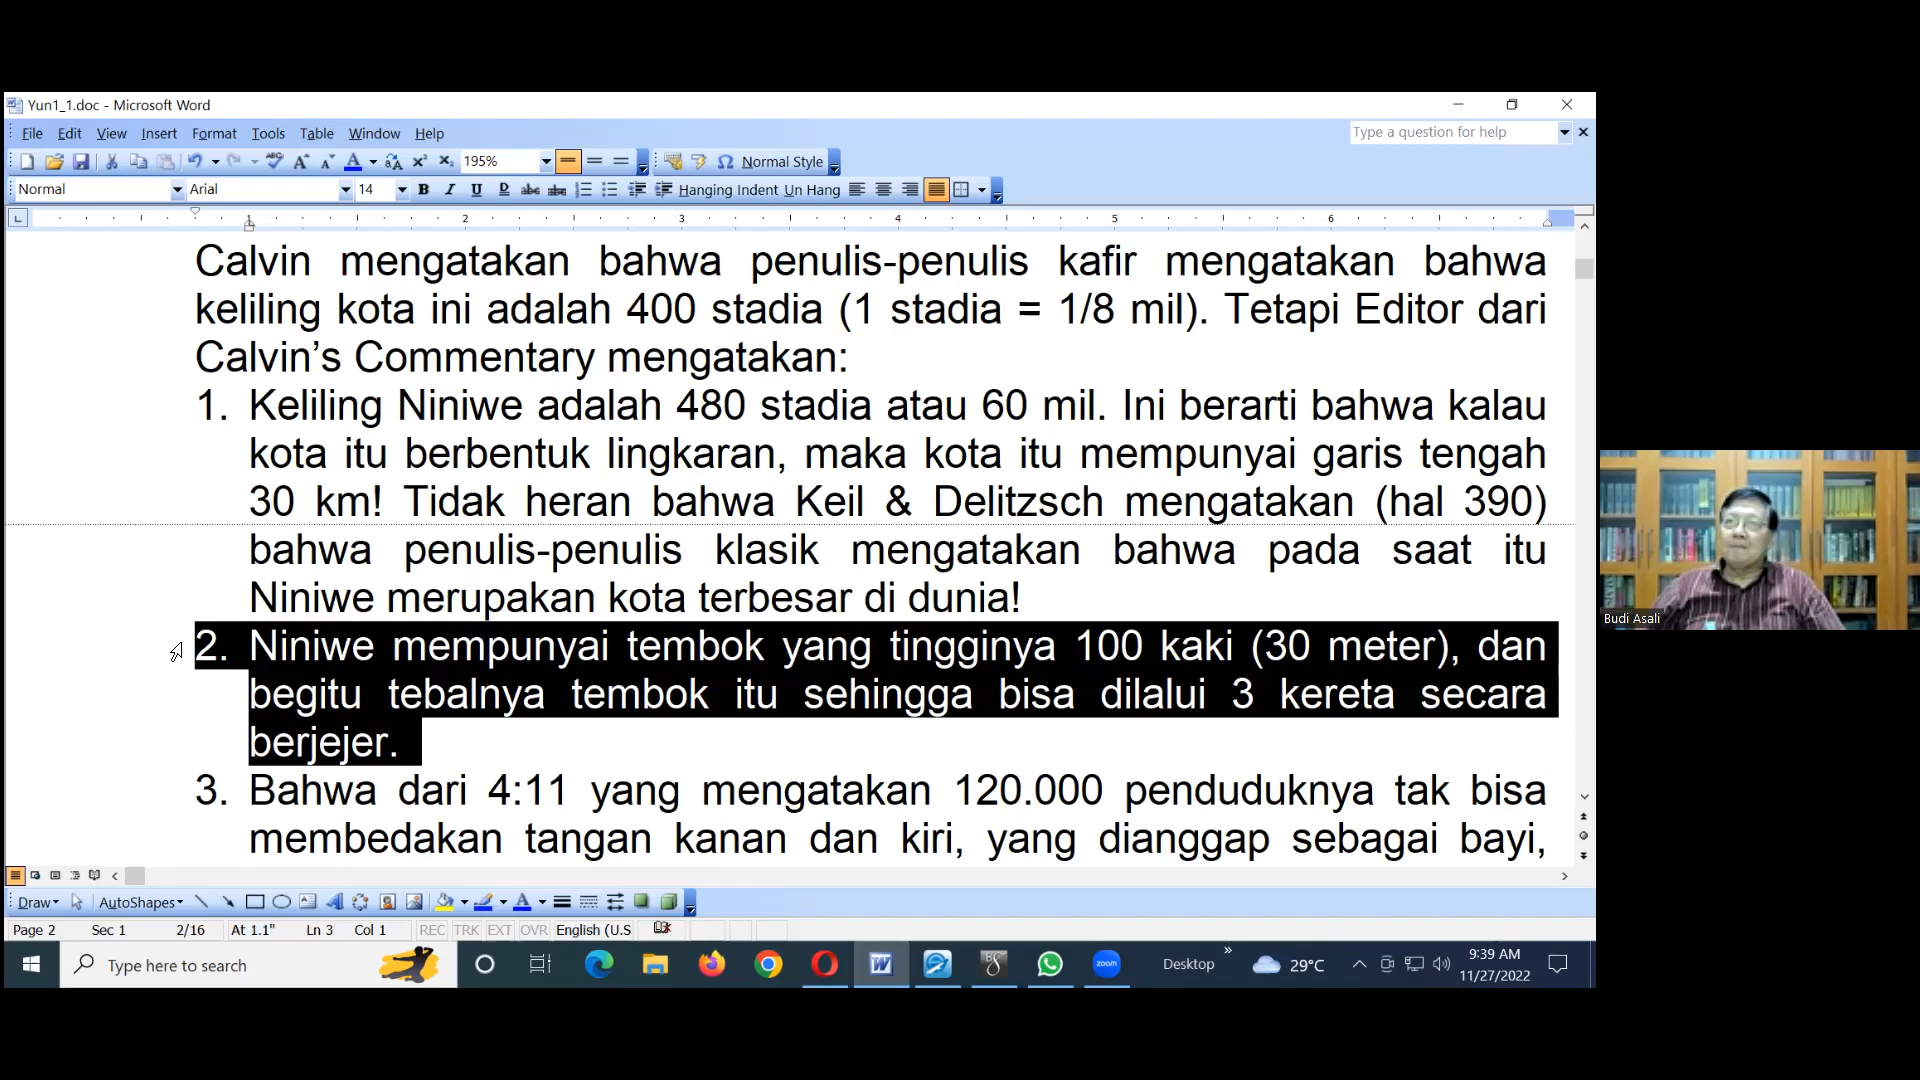 Yun1_1.doc - Microsoft Word
File Edit View Insert Format Tools Table Window Help
Type a question for help
195%
Normal Style
Normal
Arial
14
Hanging Indent Un Hang
1 2 3 4 5 6
Calvin mengatakan bahwa penulis-penulis kafir mengatakan bahwa
keliling kota ini adalah 400 stadia (1 stadia = 1/8 mil). Tetapi Editor dari
Calvin’s Commentary mengatakan:
1. Keliling Niniwe adalah 480 stadia atau 60 mil. Ini berarti bahwa kalau
kota itu berbentuk lingkaran, maka kota itu mempunyai garis tengah
30 km! Tidak heran bahwa Keil & Delitzsch mengatakan (hal 390)
bahwa penulis-penulis klasik mengatakan bahwa pada saat itu
Niniwe merupakan kota terbesar di dunia!
2. Niniwe mempunyai tembok yang tingginya 100 kaki (30 meter), dan
begitu tebalnya tembok itu sehingga bisa dilalui 3 kereta secara
berjejer.
3. Bahwa dari 4:11 yang mengatakan 120.000 penduduknya tak bisa
membedakan tangan kanan dan kiri, yang dianggap sebagai bayi,
Budi Asali
Draw AutoShapes
Page 2 Sec 1 2/16 At 1.1" Ln 3 Col 1 REC TRK EXT OVR English (U.S
Type here to search
zoom
Desktop
29°C
9:39 AM
11/27/2022